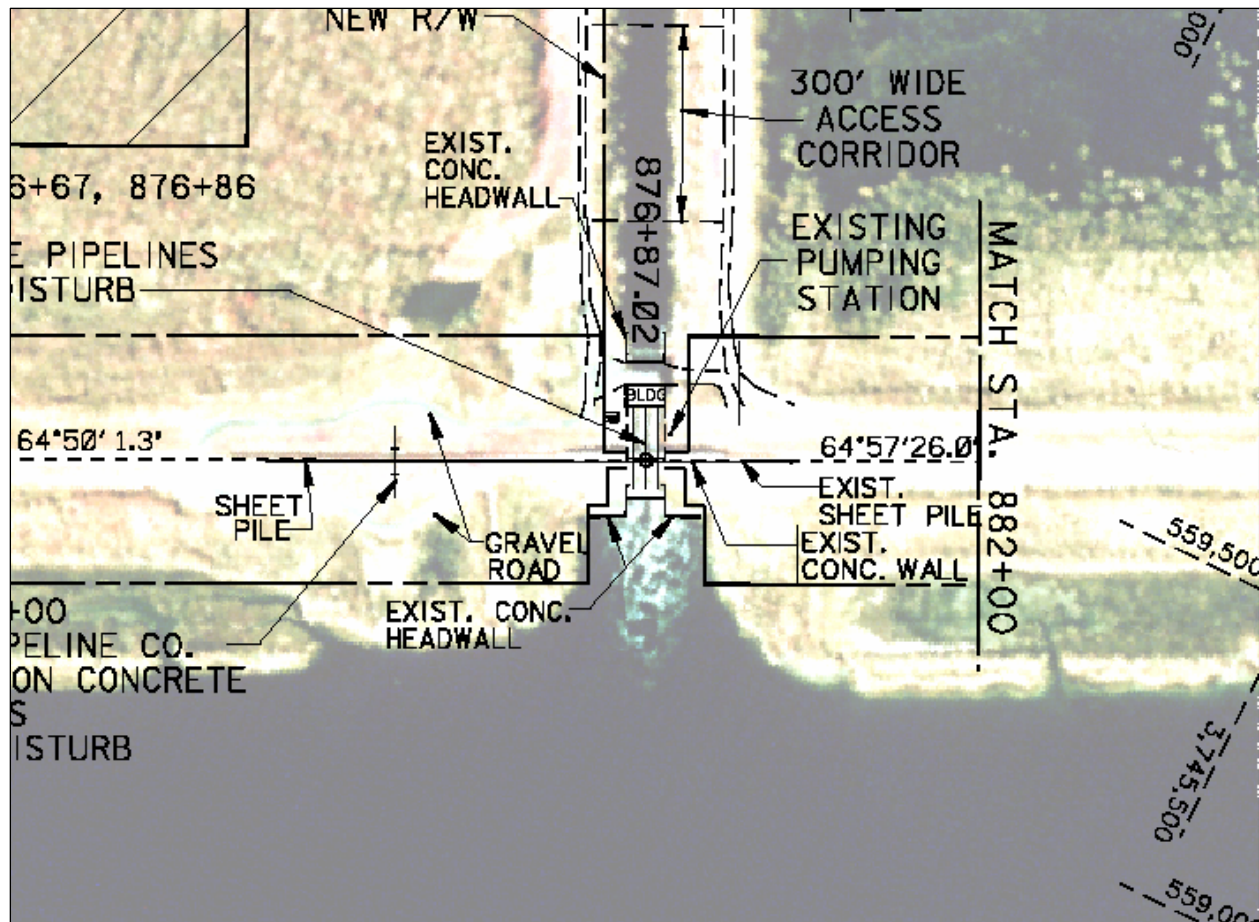 NEW R/W
,000
300' WIDE
ACCESS
CORRIDOR
EXIST.
CONC.
HEADWALL
6+67, 876+86
876+87.02
EXISTING
PUMPING
STATION
E PIPELINES
ISTURB
MATCH STA. 882+00
BLDG
64°50' 1.3"
64°57'26.0"
SHEET
PILE
EXIST.
SHEET PILE
GRAVEL
ROAD
EXIST.
CONC. WALL
559,500
+00
PELINE CO.
ON CONCRETE
S
ISTURB
EXIST. CONC.
HEADWALL
3,745,500
559,00